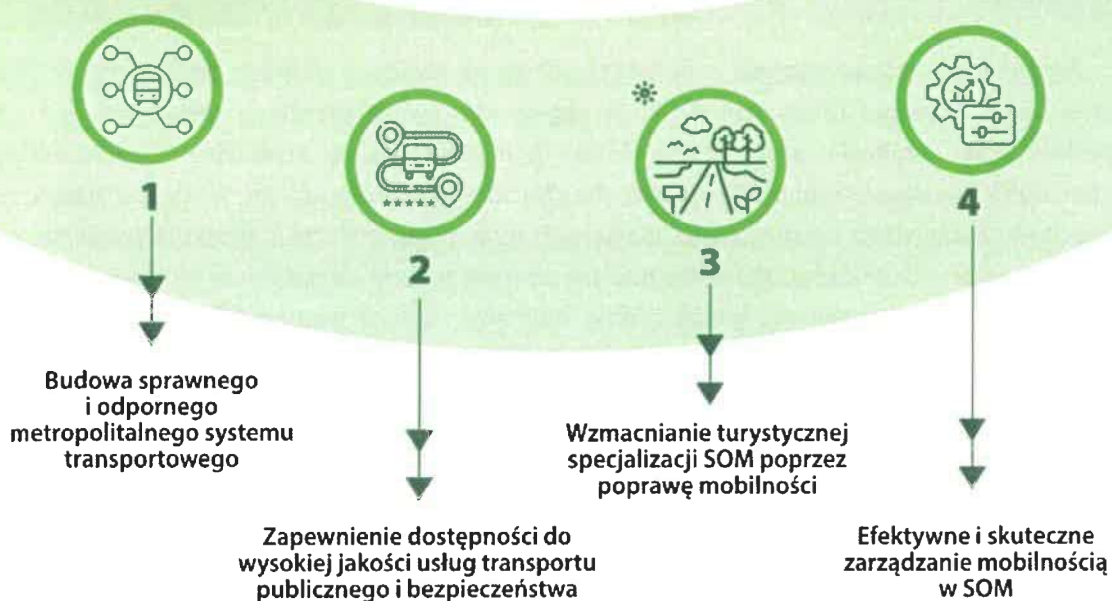 1
Budowa sprawnego
i odpornego
metropolitalnego systemu
transportowego
2
Zapewnienie dostępności do
wysokiej jakości usług transportu
publicznego i bezpieczeństwa
3
Wzmacnianie turystycznej
specjalizacji SOM poprzez
poprawę mobilności
4
Efektywne i skuteczne
zarządzanie mobilnością
w SOM